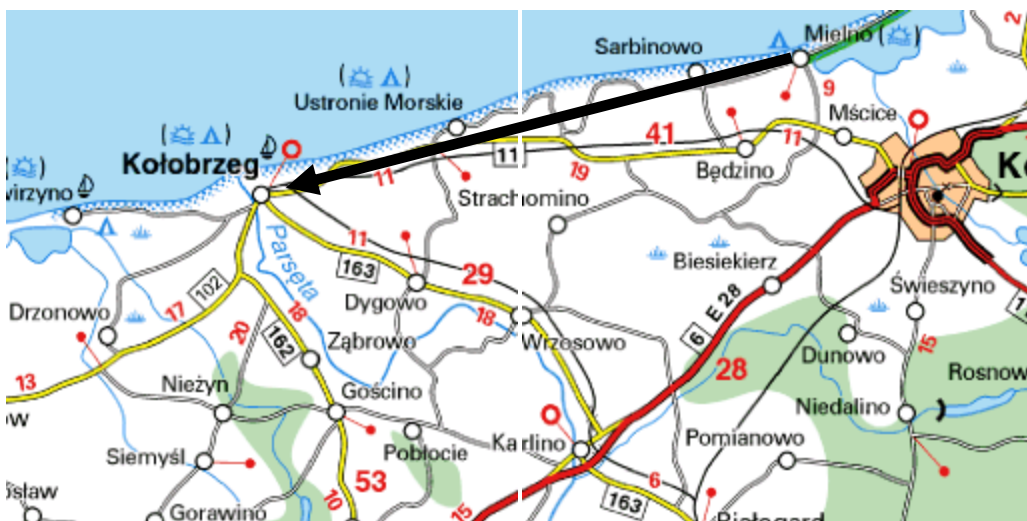 Mielno
2
Sarbinowo
9
Ustronie Morskie
Mścice
Kołobrzeg
41
11
11
19
Będzino
11
Strachomino
Parsęta
11
163
29
Biesiekierz
102
Dygowo
E 28
6
Świeszyno
Drzonowo
17
18
18
20
162
Ząbrowo
Wrzosowo
Dunowo
15
28
13
Nieżyn
Gościno
Niedalino
Karlino
Pomianowo
Siemyśl
Pobłocie
53
6
10
15
163
Gorawino